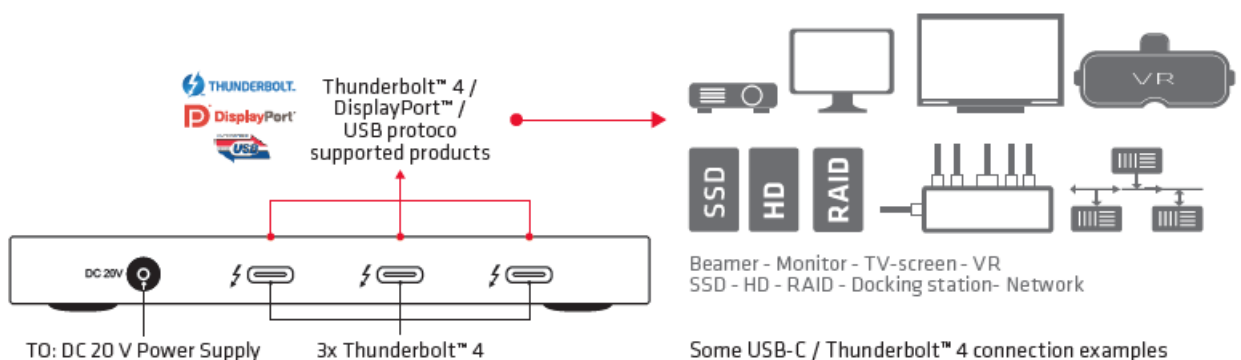 THUNDERBOLT™
DisplayPort
USB
Thunderbolt™ 4 /
DisplayPort™ /
USB protoco
supported products
VR
SSD
HD
RAID
DC 20V
Beamer - Monitor - TV-screen - VR
SSD - HD - RAID - Docking station- Network
TO: DC 20 V Power Supply
3x Thunderbolt™ 4
Some USB-C / Thunderbolt™ 4 connection examples